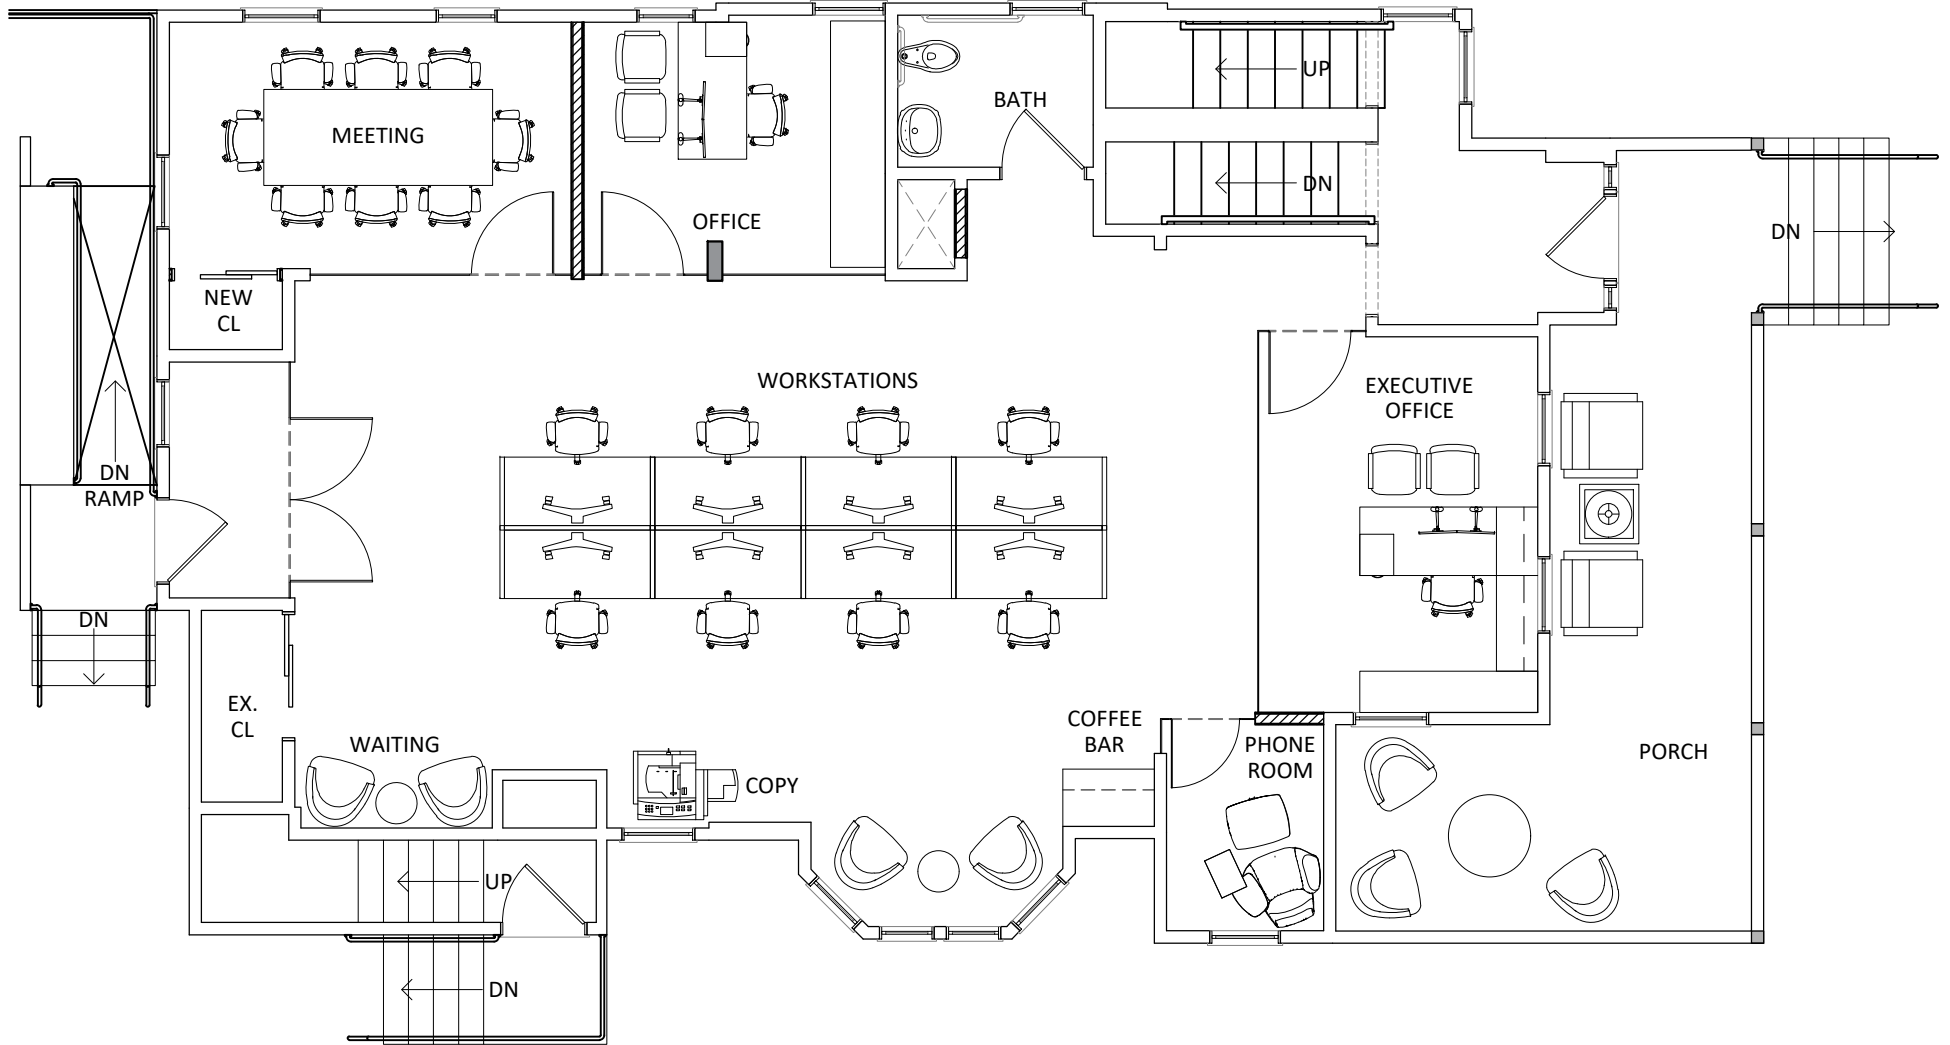 UP
BATH
MEETING
DN
OFFICE
DN
NEW
CL
WORKSTATIONS
EXECUTIVE
OFFICE
DN
RAMP
DN
EX.
CL
COFFEE
BAR
WAITING
PHONE
ROOM
PORCH
COPY
UP
DN